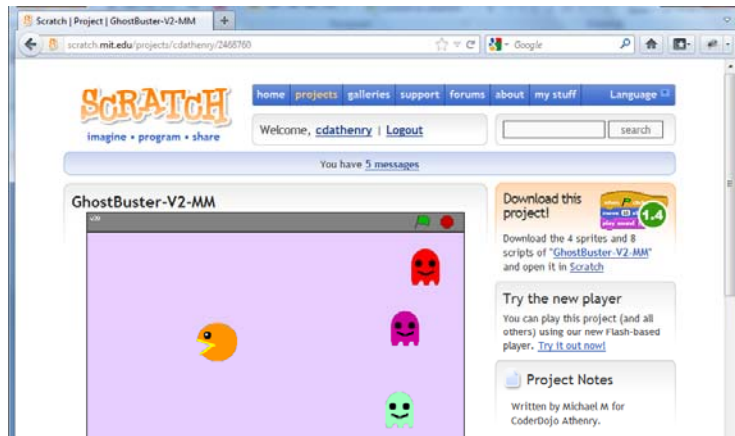 Scratch | Project | GhostBuster-V2-MM
scratch.mit.edu/projects/cdathenry/2468760
Google
SCRATCH
imagine • program • share
home projects galleries support forums about my stuff Language
Welcome, cdathenry | Logout
search
You have 5 messages
GhostBuster-V2-MM
Download this
project!
1.4
Download the 4 sprites and 8
scripts of "GhostBuster-V2-MM"
and open it in Scratch
Try the new player
You can play this project (and all
others) using our new Flash-based
player. Try it out now!
Project Notes
Written by Michael M for
CoderDojo Athenry.